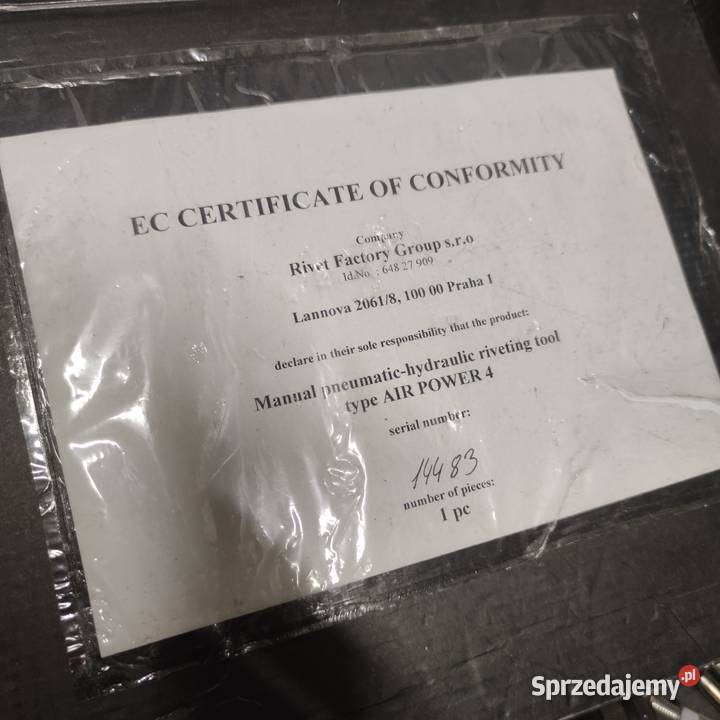 EC CERTIFICATE OF CONFORMITY
Company
Rivet Factory Group s.r.o
Id.No. : 648 27 909
Lannova 2061/8, 100 00 Praha 1
declare in their sole responsibility that the product:
Manual pneumatic-hydraulic riveting tool
type AIR POWER 4
serial number:
14483
number of pieces:
1 pc
Sprzedajemy.pl